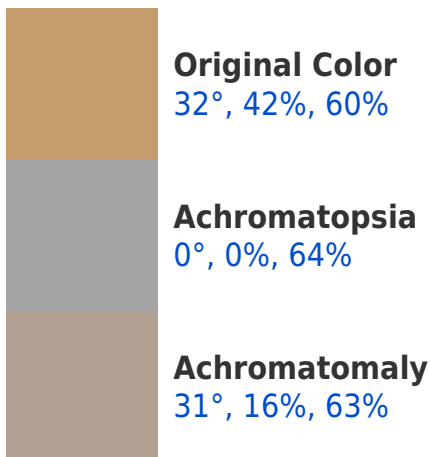 Original Color
32°, 42%, 60%
Achromatopsia
0°, 0%, 64%
Achromatomaly
31°, 16%, 63%